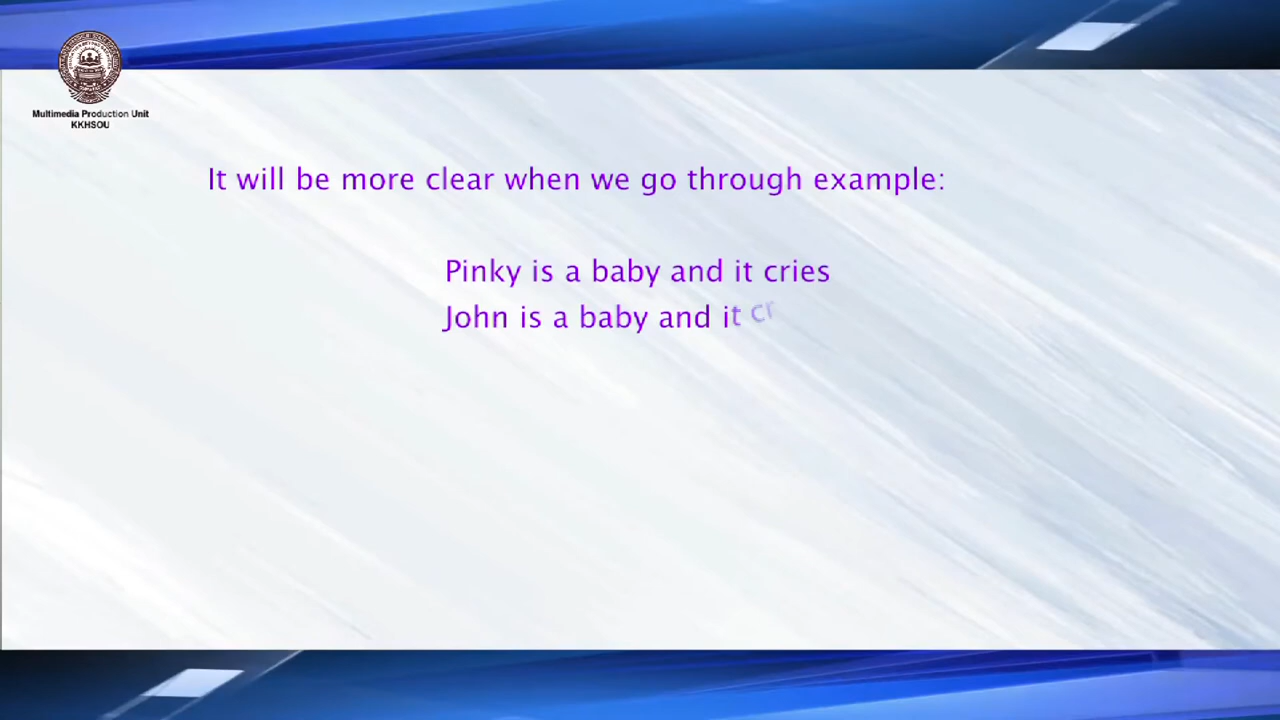 Multimedia Production Unit
KKHSOU
It will be more clear when we go through example:
Pinky is a baby and it cries
John is a baby and it cr